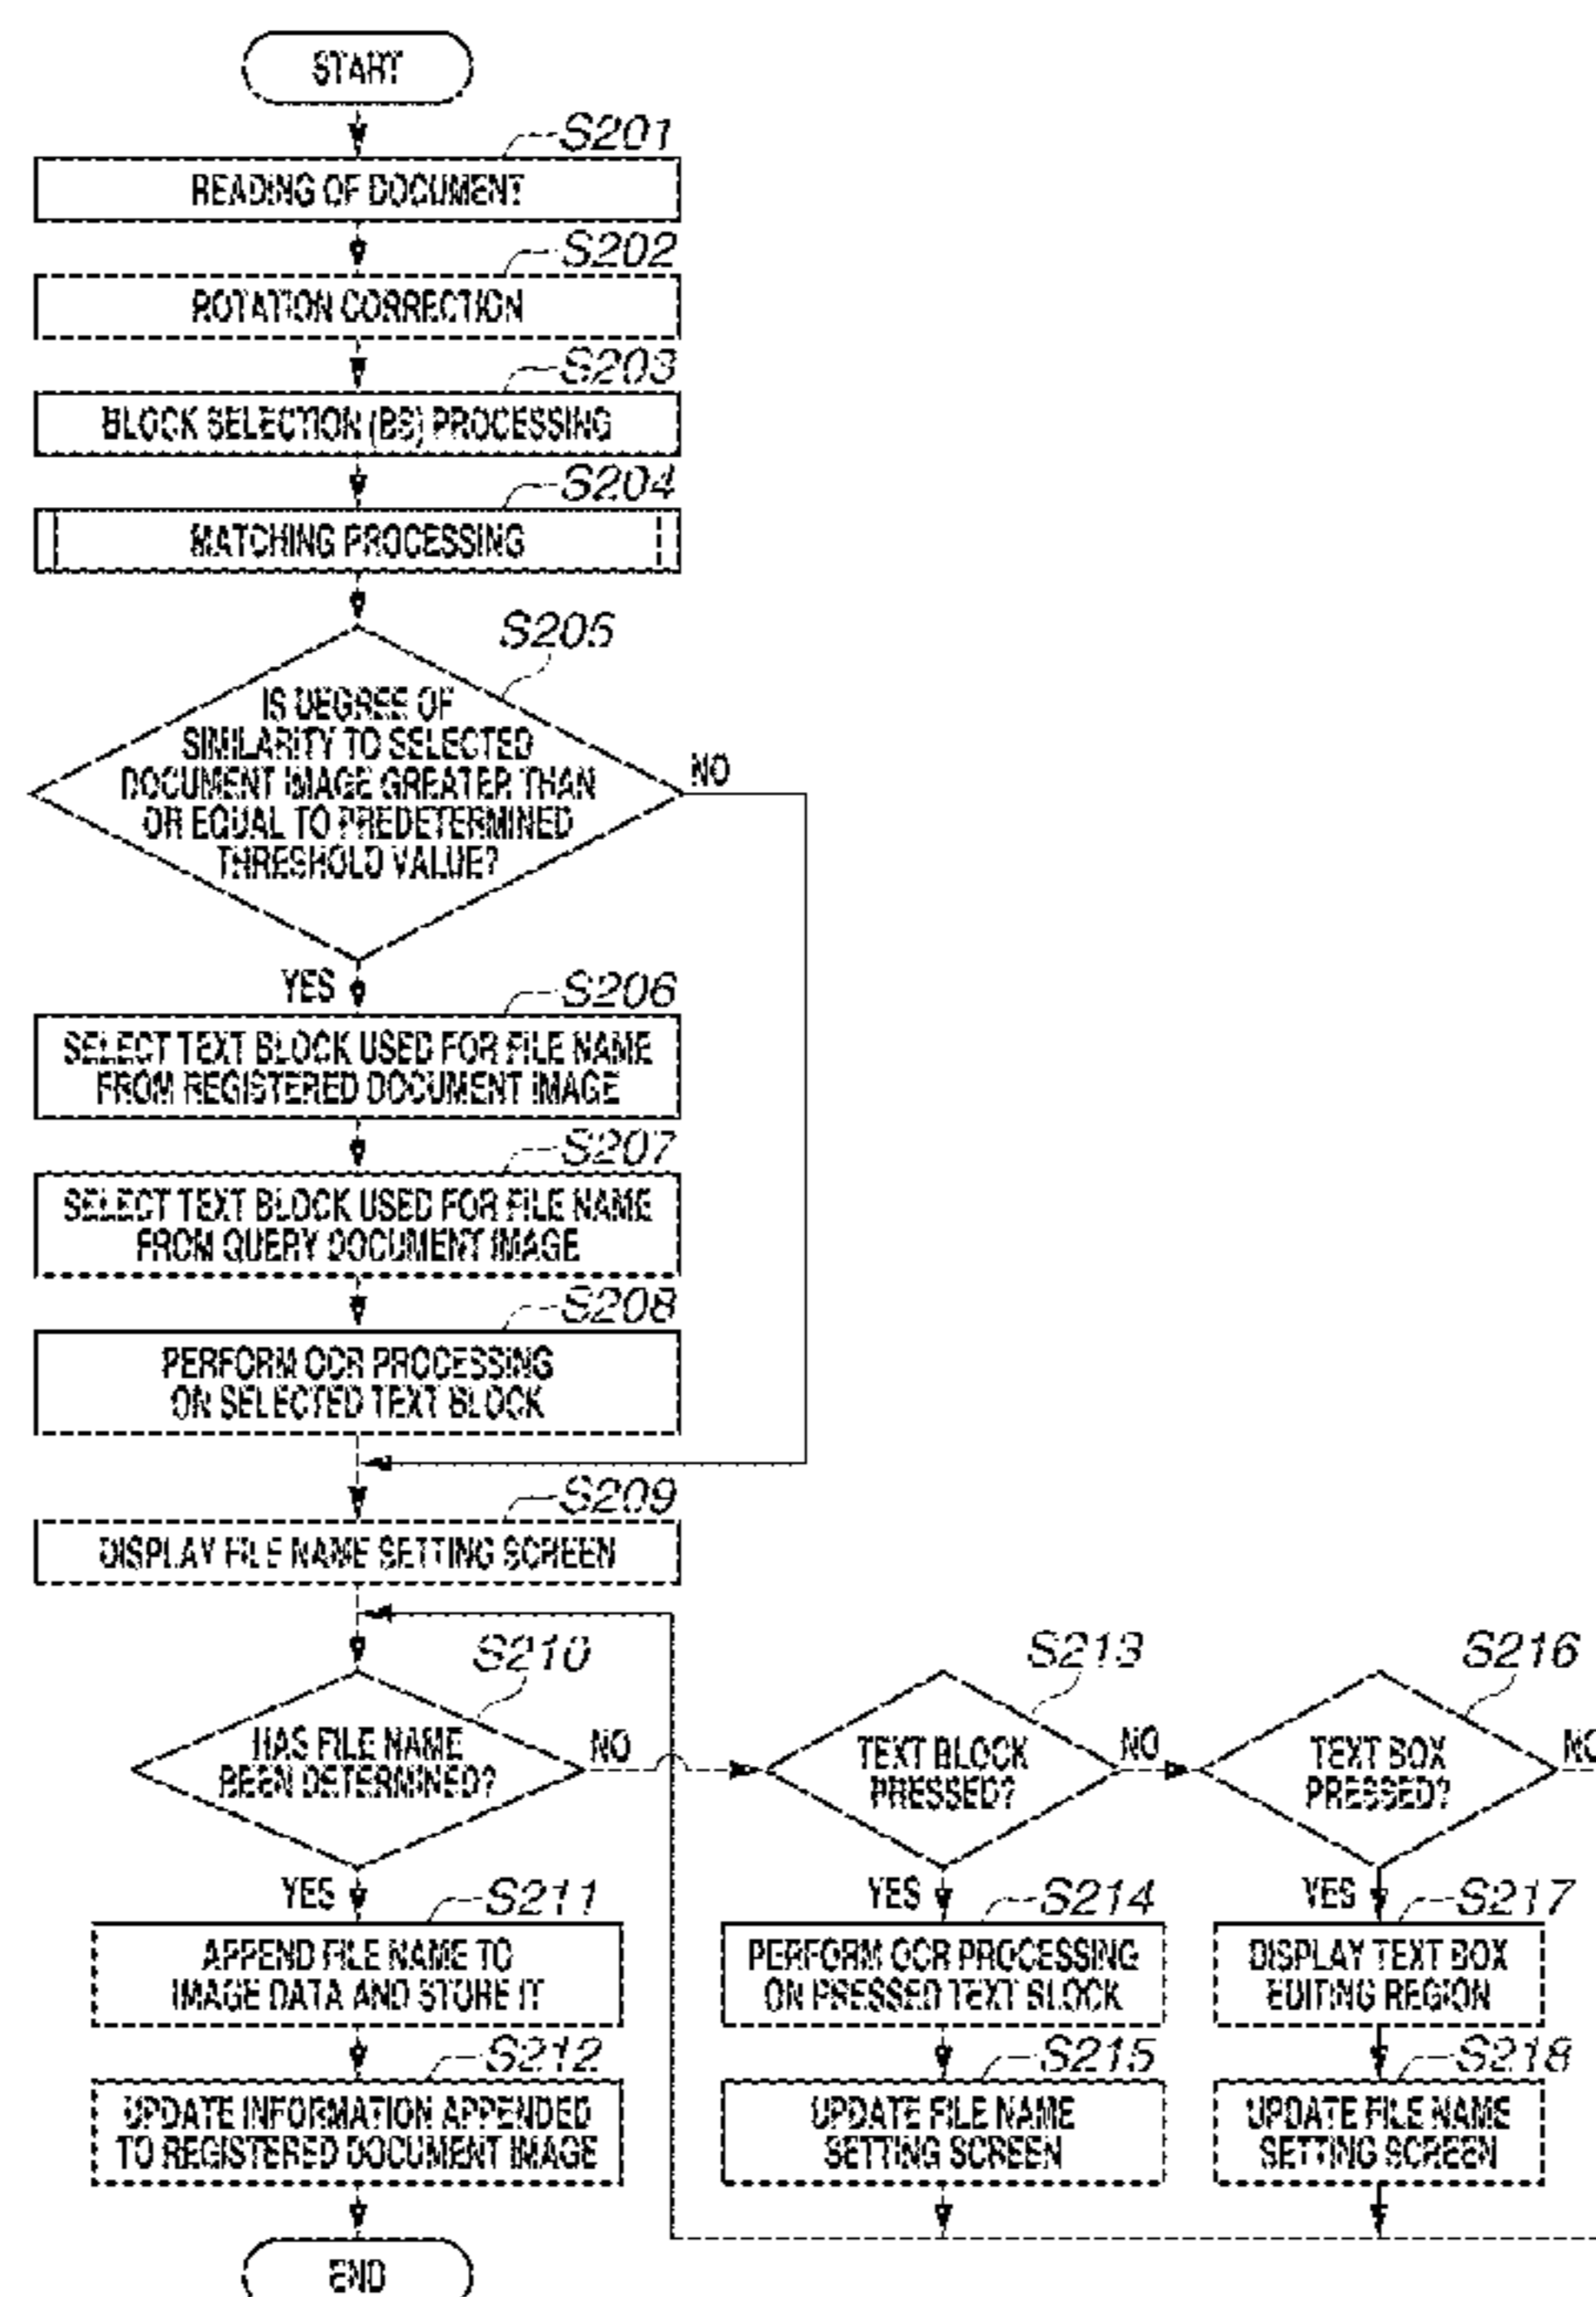 START
S201
READING OF DOCUMENT
S202
ROTATION CORRECTION
S203
BLOCK SELECTION (BS) PROCESSING
S204
MATCHING PROCESSING
S205
IS DEGREE OF
SIMILARITY TO SELECTED
DOCUMENT IMAGE GREATER THAN
OR EQUAL TO PREDETERMINED
THRESHOLD VALUE?
NO
YES
S206
SELECT TEXT BLOCK USED FOR FILE NAME
FROM REGISTERED DOCUMENT IMAGE
S207
SELECT TEXT BLOCK USED FOR FILE NAME
FROM QUERY DOCUMENT IMAGE
S208
PERFORM OCR PROCESSING
ON SELECTED TEXT BLOCK
S209
DISPLAY FILE NAME SETTING SCREEN
S210
HAS FILE NAME
BEEN DETERMINED?
NO
S213
TEXT BLOCK
PRESSED?
NO
S216
TEXT BOX
PRESSED?
NO
YES
S211
APPEND FILE NAME TO
IMAGE DATA AND STORE IT
S212
UPDATE INFORMATION APPENDED
TO REGISTERED DOCUMENT IMAGE
END
YES
S214
PERFORM OCR PROCESSING
ON PRESSED TEXT BLOCK
S215
UPDATE FILE NAME
SETTING SCREEN
YES
S217
DISPLAY TEXT BOX
EDITING REGION
S218
UPDATE FILE NAME
SETTING SCREEN